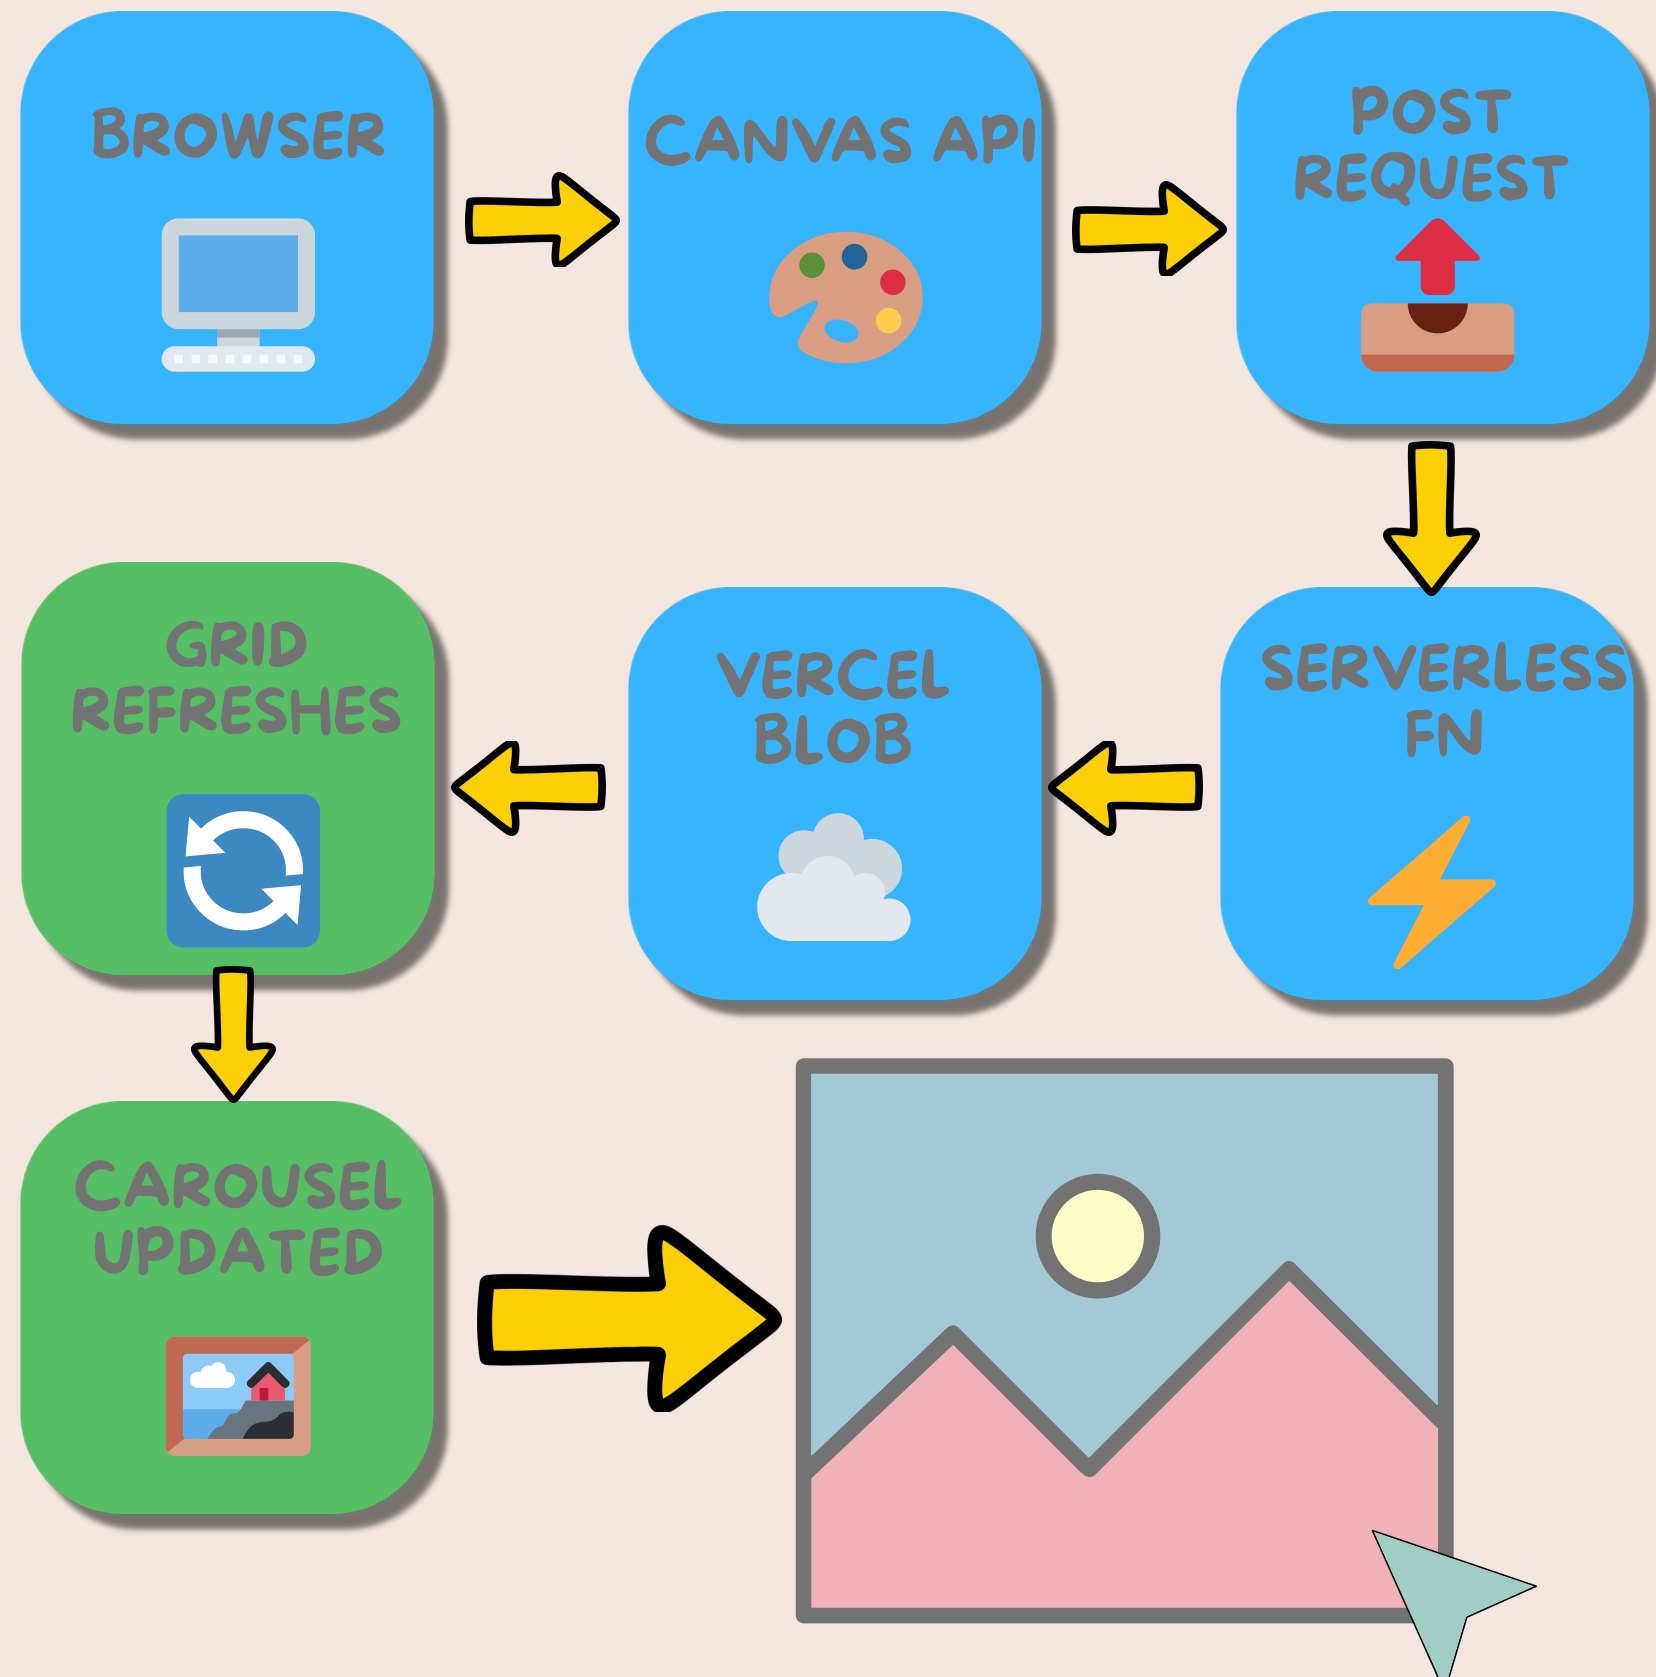 BROWSER
CANVAS API
POST
REQUEST
SERVERLESS
FN
VERCEL
BLOB
GRID
REFRESHES
CAROUSEL
UPDATED